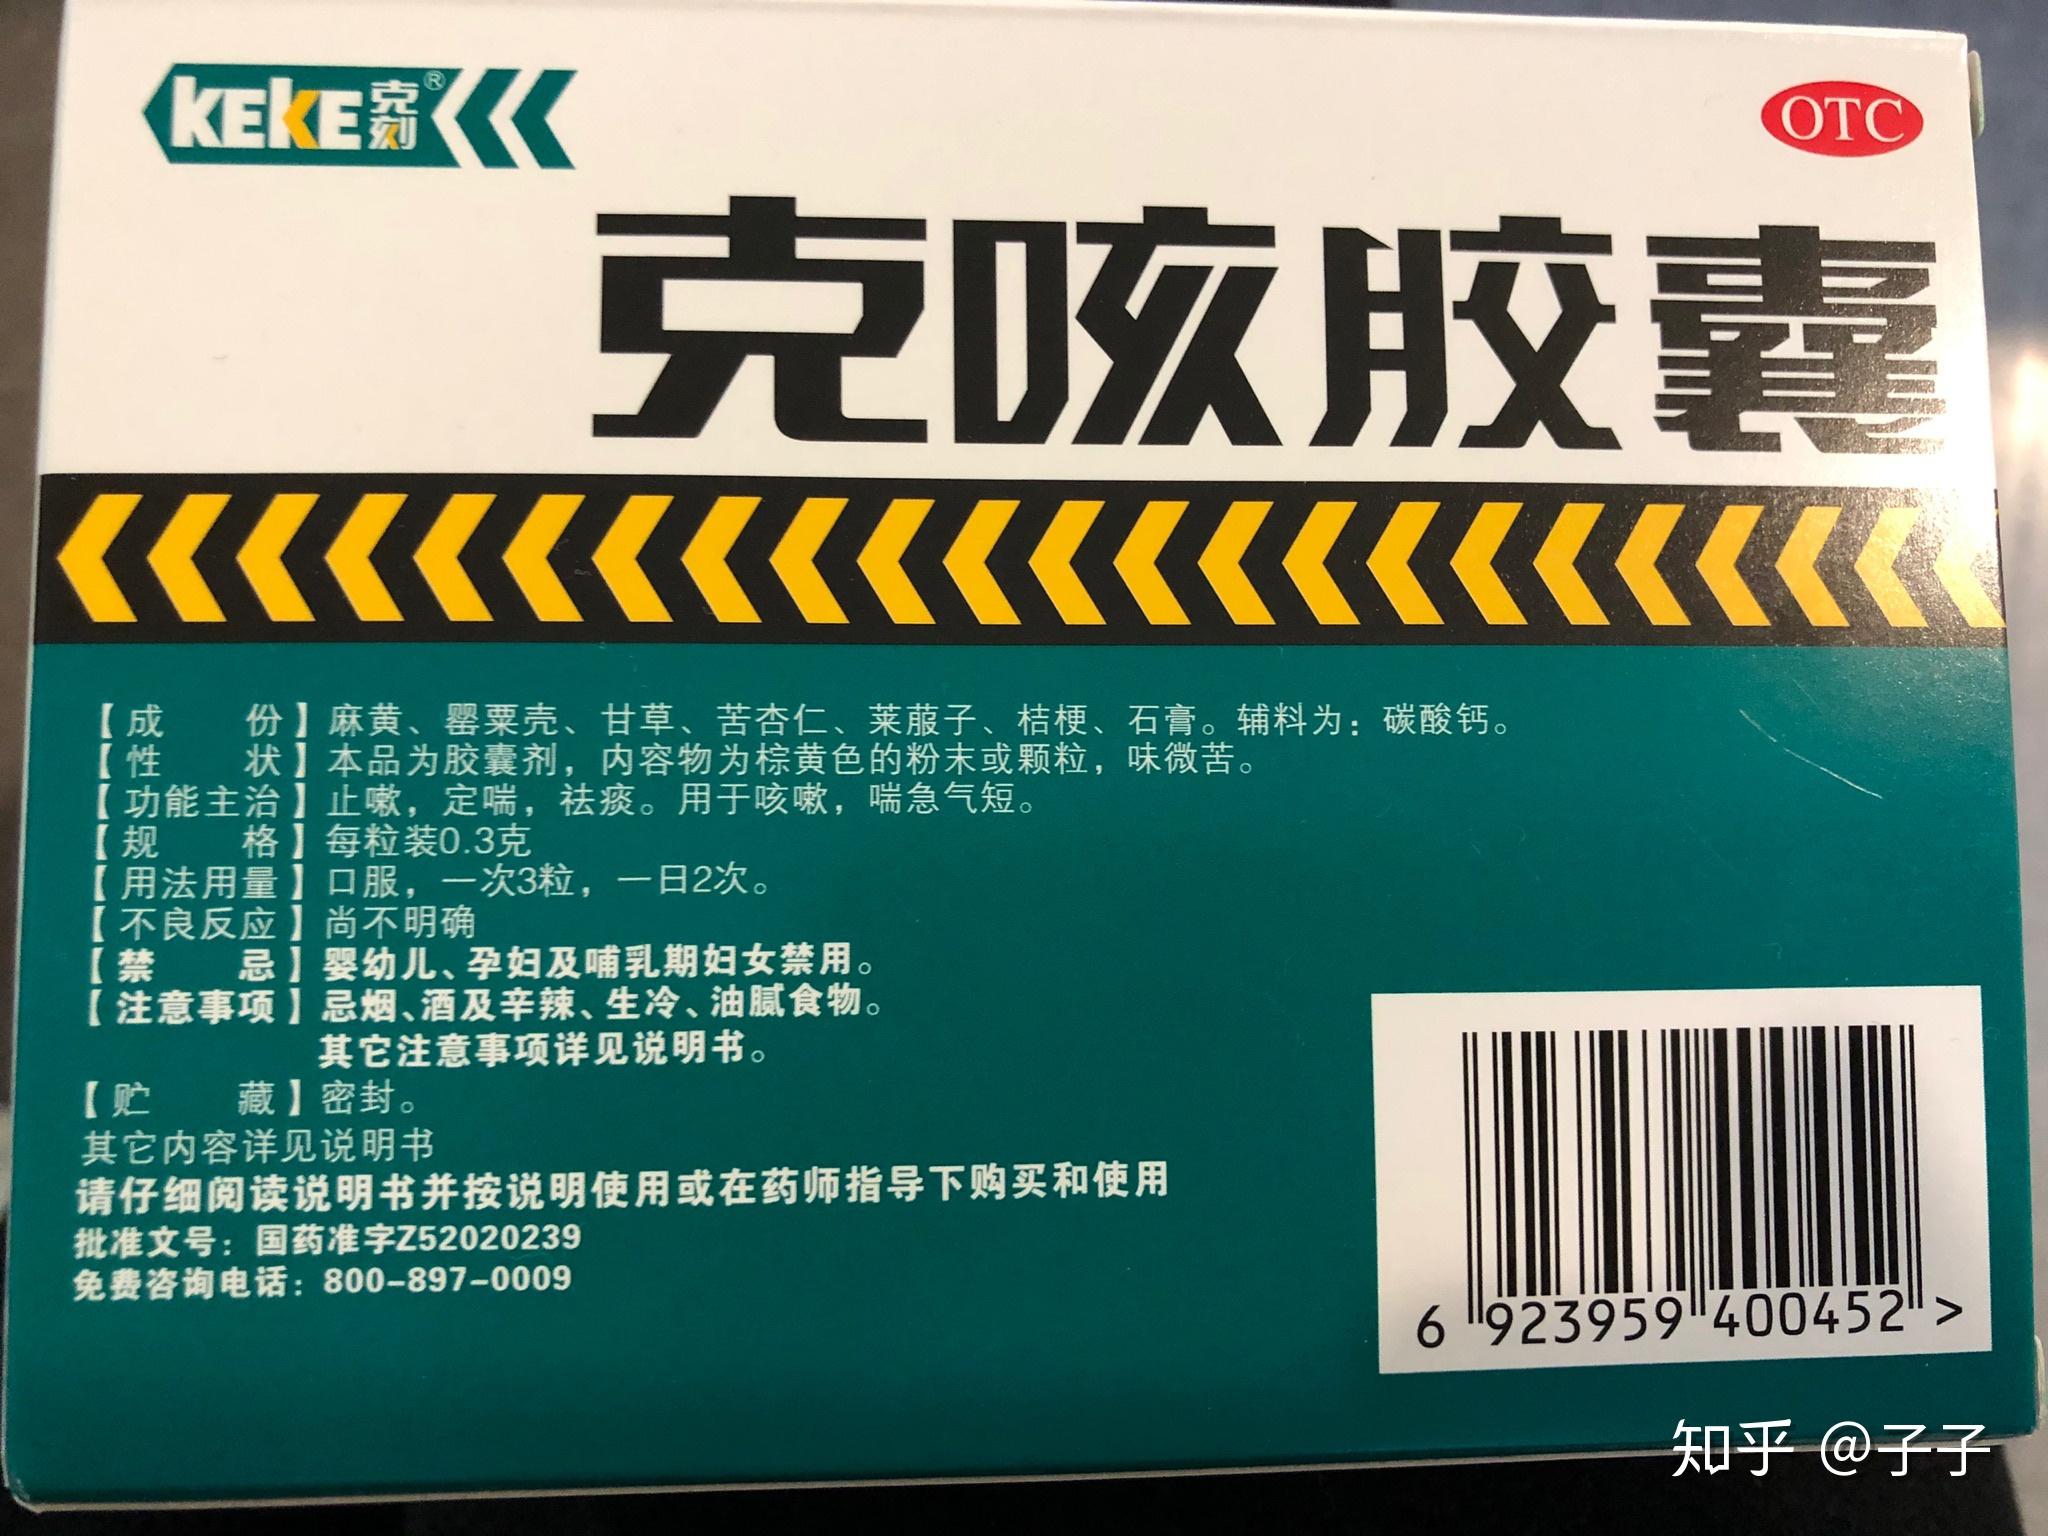 KEKE 克刻®
OTC
克咳胶囊
【成份】麻黄、罂粟壳、甘草、苦杏仁、莱菔子、桔梗、石膏。辅料为：碳酸钙。
【性状】本品为胶囊剂，内容物为棕黄色的粉末或颗粒，味微苦。
【功能主治】止嗽，定喘，祛痰。用于咳嗽，喘急气短。
【规格】每粒装0.3克
【用法用量】口服，一次3粒，一日2次。
【不良反应】尚不明确
【禁忌】婴幼儿、孕妇及哺乳期妇女禁用。
【注意事项】忌烟、酒及辛辣、生冷、油腻食物。
其它注意事项详见说明书。
【贮藏】密封。
其它内容详见说明书
请仔细阅读说明书并按说明使用或在药师指导下购买和使用
批准文号：国药准字Z52020239
免费咨询电话：800-897-0009
6 923959 400452 >
知乎 @子子